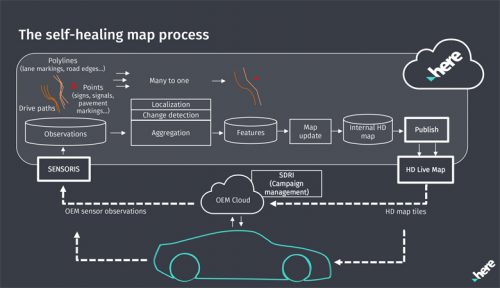 The self-healing map process
Polylines
(lane markings, road edges...)
Points
(signs, signals,
pavement
markings...)
Many to one
Drive paths
here
Localization
Change detection
Aggregation
Observations
Features
Map
update
Internal HD
map
Publish
SENSORIS
HD Live Map
SDRI
(Campaign
management)
OEM Cloud
OEM sensor observations
HD map tiles
here